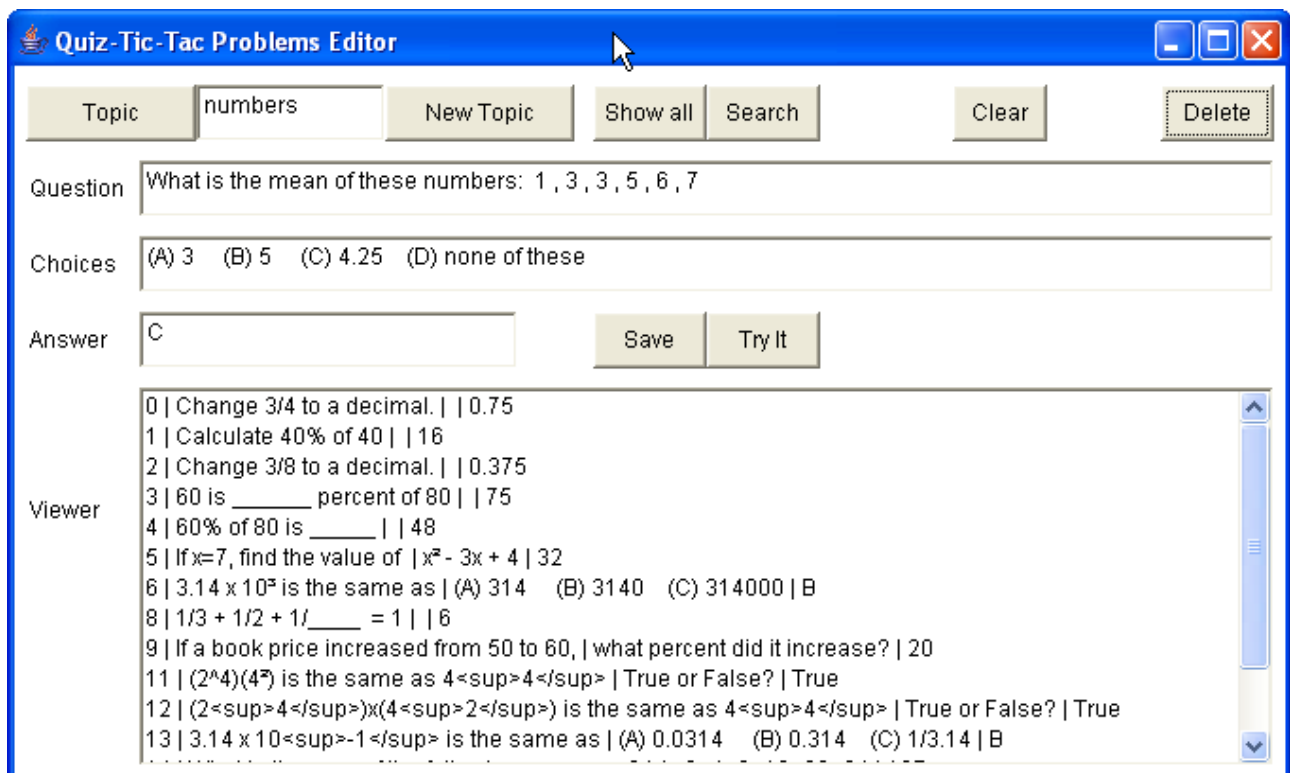 Quiz-Tic-Tac Problems Editor
Topic numbers New Topic Show all Search Clear Delete
Question What is the mean of these numbers: 1 , 3 , 3 , 5 , 6 , 7
Choices (A) 3 (B) 5 (C) 4.25 (D) none of these
Answer C Save Try It
Viewer
0 | Change 3/4 to a decimal. | | 0.75
1 | Calculate 40% of 40 | | 16
2 | Change 3/8 to a decimal. | | 0.375
3 | 60 is _______ percent of 80 | | 75
4 | 60% of 80 is ______ | | 48
5 | If x=7, find the value of | x² - 3x + 4 | 32
6 | 3.14 x 10³ is the same as | (A) 314 (B) 3140 (C) 314000 | B
8 | 1/3 + 1/2 + 1/_____ = 1 | | 6
9 | If a book price increased from 50 to 60, | what percent did it increase? | 20
11 | (2^4)(4²) is the same as 4<sup>4</sup> | True or False? | True
12 | (2<sup>4</sup>)x(4<sup>2</sup>) is the same as 4<sup>4</sup> | True or False? | True
13 | 3.14 x 10<sup>-1</sup> is the same as | (A) 0.0314 (B) 0.314 (C) 1/3.14 | B